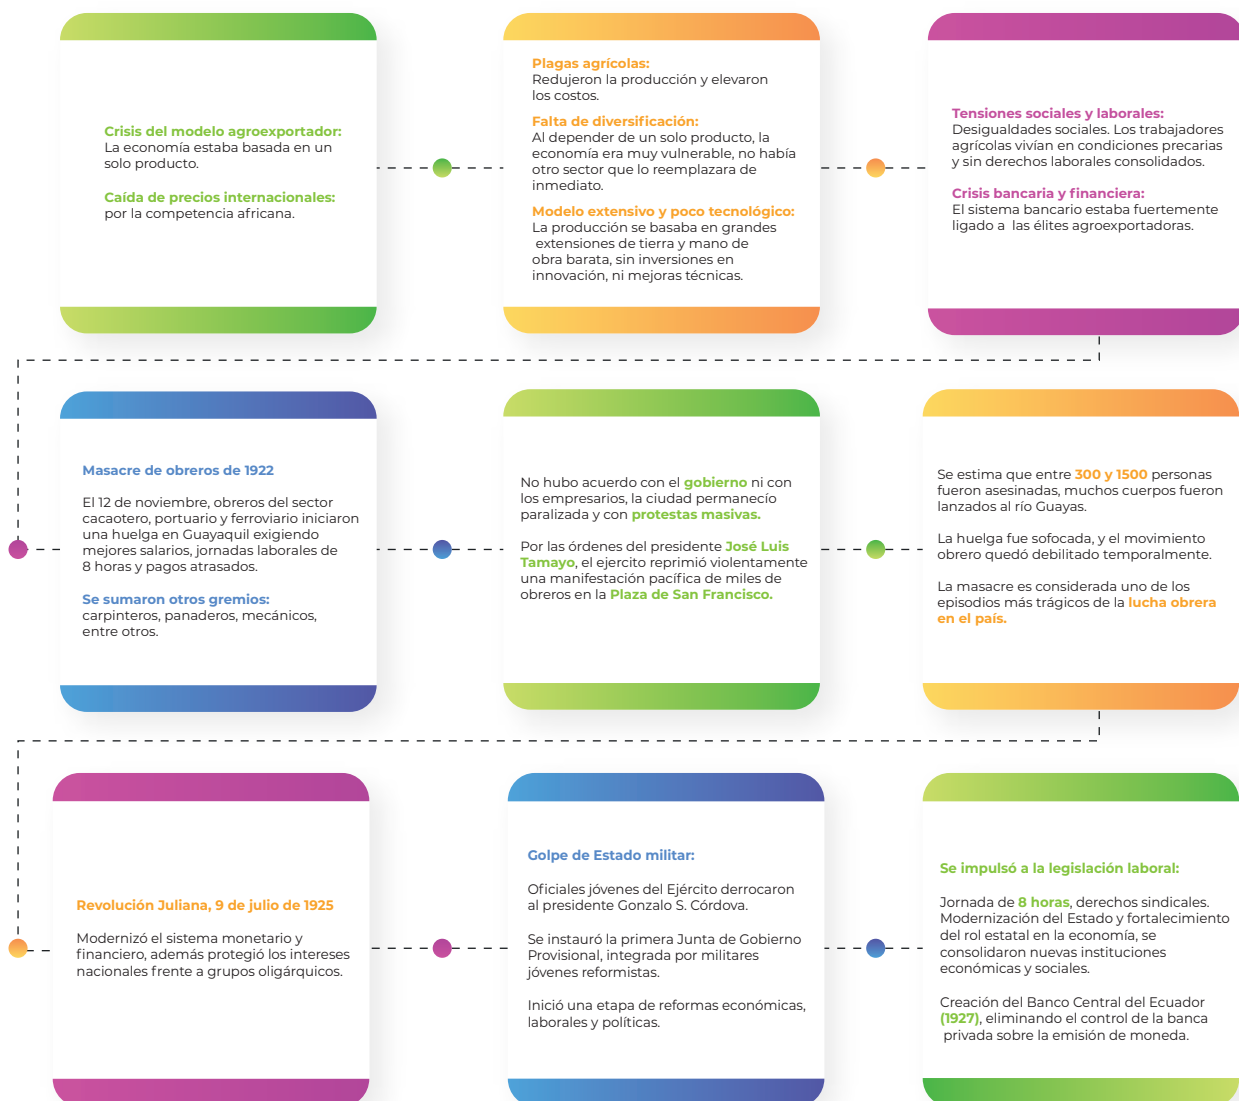 Crisis del modelo agroexportador:
La economía estaba basada en un
solo producto.
Caída de precios internacionales:
por la competencia africana.
Plagas agrícolas:
Redujeron la producción y elevaron
los costos.
Falta de diversificación:
Al depender de un solo producto, la
economía era muy vulnerable, no había
otro sector que lo reemplazara de
inmediato.
Modelo extensivo y poco tecnológico:
La producción se basaba en grandes
extensiones de tierra y mano de
obra barata, sin inversiones en
innovación, ni mejoras técnicas.
Tensiones sociales y laborales:
Desigualdades sociales. Los trabajadores
agrícolas vivían en condiciones precarias
y sin derechos laborales consolidados.
Crisis bancaria y financiera:
El sistema bancario estaba fuertemente
ligado a las élites agroexportadoras.
Masacre de obreros de 1922
El 12 de noviembre, obreros del sector
cacaotero, portuario y ferroviario iniciaron
una huelga en Guayaquil exigiendo
mejores salarios, jornadas laborales de
8 horas y pagos atrasados.
Se sumaron otros gremios:
carpinteros, panaderos, mecánicos,
entre otros.
No hubo acuerdo con el gobierno ni con
los empresarios, la ciudad permanecío
paralizada y con protestas masivas.
Por las órdenes del presidente José Luis
Tamayo, el ejercito reprimió violentamente
una manifestación pacífica de miles de
obreros en la Plaza de San Francisco.
Se estima que entre 300 y 1500 personas
fueron asesinadas, muchos cuerpos fueron
lanzados al río Guayas.
La huelga fue sofocada, y el movimiento
obrero quedó debilitado temporalmente.
La masacre es considerada uno de los
episodios más trágicos de la lucha obrera
en el país.
Revolución Juliana, 9 de julio de 1925
Modernizó el sistema monetario y
financiero, además protegió los intereses
nacionales frente a grupos oligárquicos.
Golpe de Estado militar:
Oficiales jóvenes del Ejército derrocaron
al presidente Gonzalo S. Córdova.
Se instauró la primera Junta de Gobierno
Provisional, integrada por militares
jóvenes reformistas.
Inició una etapa de reformas económicas,
laborales y políticas.
Se impulsó a la legislación laboral:
Jornada de 8 horas, derechos sindicales.
Modernización del Estado y fortalecimiento
del rol estatal en la economía, se
consolidaron nuevas instituciones
económicas y sociales.
Creación del Banco Central del Ecuador
(1927), eliminando el control de la banca
privada sobre la emisión de moneda.